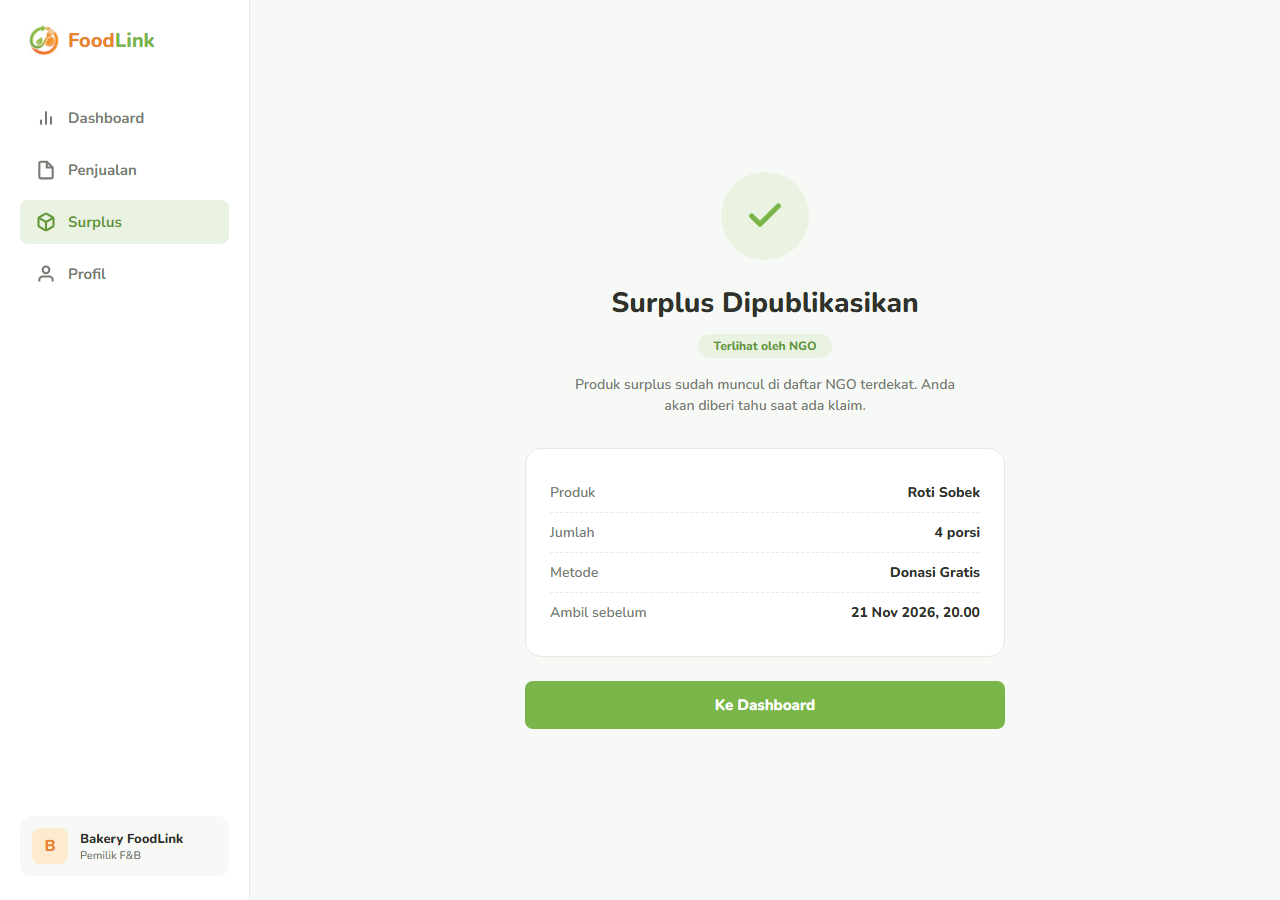 FoodLink
Dashboard
Penjualan
Surplus
Profil
Surplus Dipublikasikan
Terlihat oleh NGO
Produk surplus sudah muncul di daftar NGO terdekat. Anda
akan diberi tahu saat ada klaim.
Produk Roti Sobek
Jumlah 4 porsi
Metode Donasi Gratis
Ambil sebelum 21 Nov 2026, 20.00
Ke Dashboard
B
Bakery FoodLink
Pemilik F&B